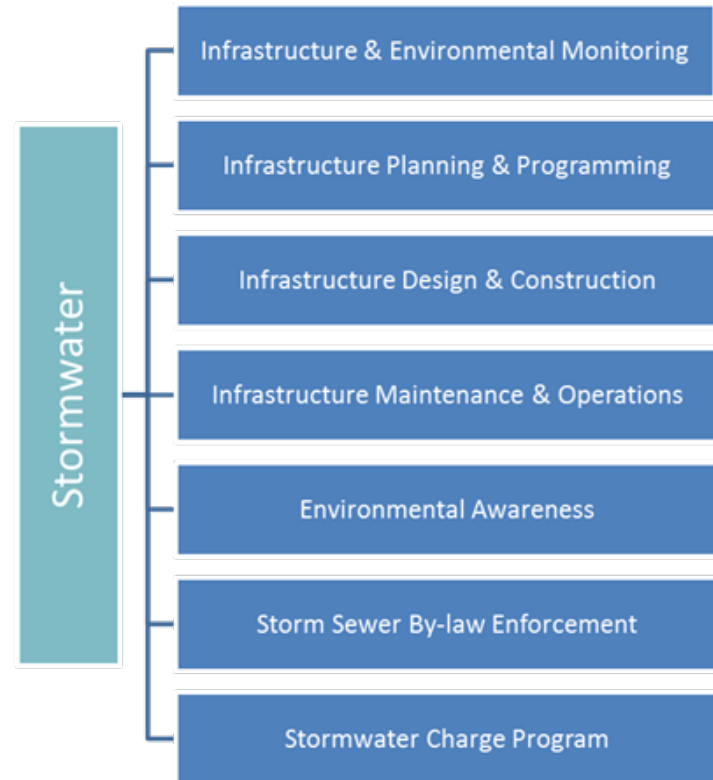 Stormwater
Infrastructure & Environmental Monitoring
Infrastructure Planning & Programming
Infrastructure Design & Construction
Infrastructure Maintenance & Operations
Environmental Awareness
Storm Sewer By-law Enforcement
Stormwater Charge Program